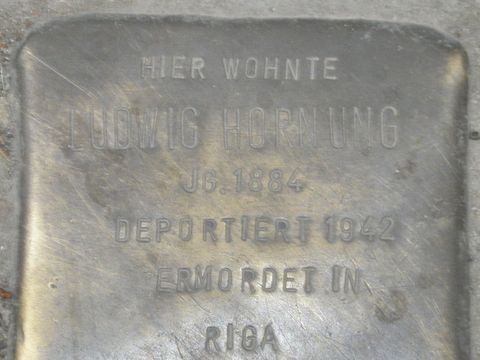 HIER WOHNTE
LUDWIG HORNUNG
JG. 1884
DEPORTIERT 1942
ERMORDET IN
RIGA